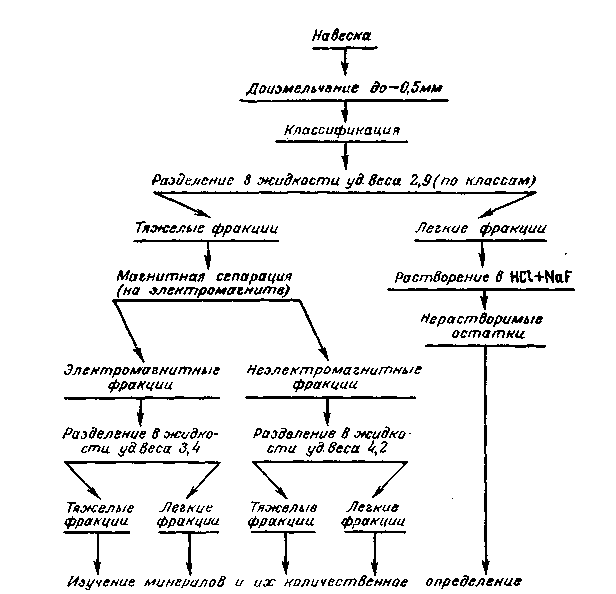 Навеска
Доизмельчание до-0,5мм
Классификация
Разделение в жидкости уд. веса 2,9 (по классам)
Тяжелые фракции
Легкие фракции
Магнитная сепарация
(на электромагните)
Растворение в HCl+NaF
Нерастворимые
остатки
Электромагнитные
фракции
Неэлектромагнитные
фракции
Разделение в жидко-
сти уд. веса 3,4
Разделение в жидко-
сти уд. веса 4,2
Тяжелые
фракции
Легкие
фракции
Тяжелые
фракции
Легкие
фракции
Изучение минералов и их количественное определение